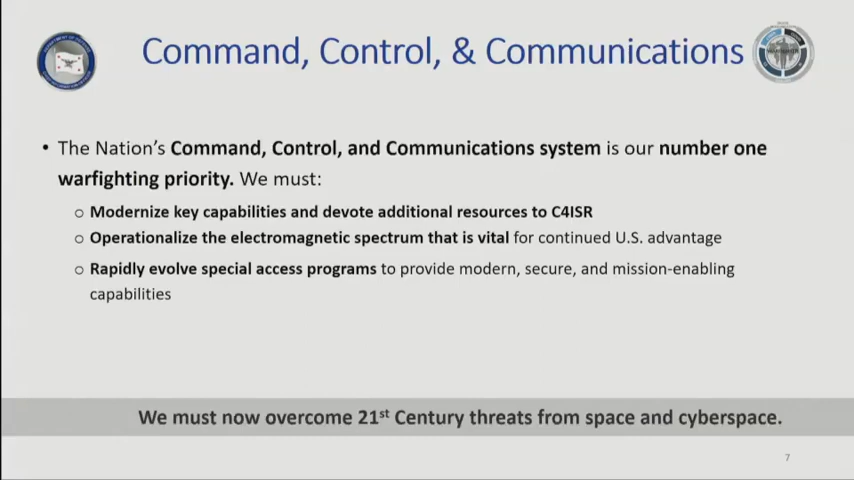 Command, Control, & Communications
• The Nation's Command, Control, and Communications system is our number one
warfighting priority. We must:
o Modernize key capabilities and devote additional resources to C4ISR
o Operationalize the electromagnetic spectrum that is vital for continued U.S. advantage
o Rapidly evolve special access programs to provide modern, secure, and mission-enabling
capabilities
We must now overcome 21st Century threats from space and cyberspace.
7